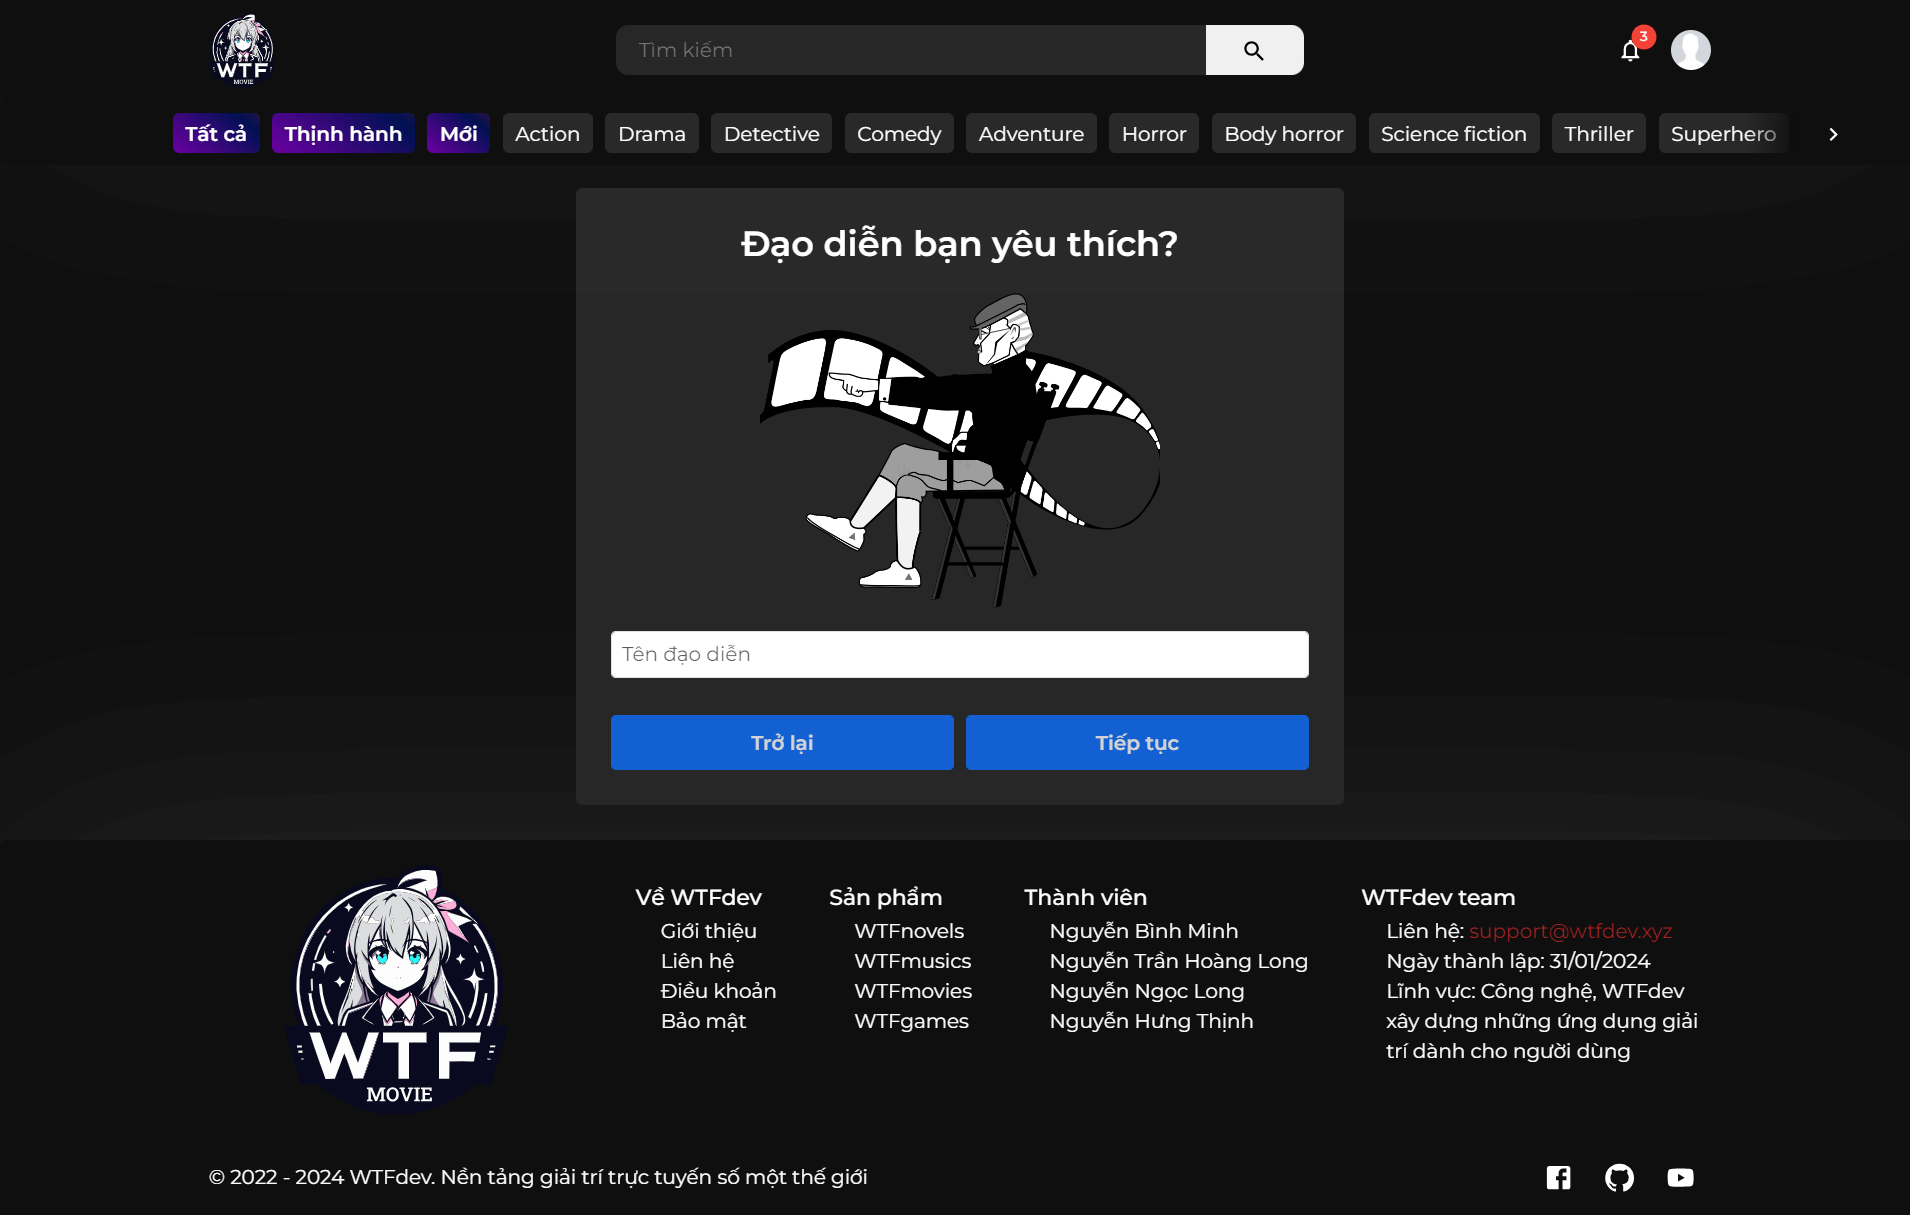 WTF
MOVIE
Tìm kiếm
3
Tất cả
Thịnh hành
Mới
Action
Drama
Detective
Comedy
Adventure
Horror
Body horror
Science fiction
Thriller
Superhero
Đạo diễn bạn yêu thích?
Tên đạo diễn
Trở lại
Tiếp tục
WTF
MOVIE
Về WTFdev
Giới thiệu
Liên hệ
Điều khoản
Bảo mật
Sản phẩm
WTFnovels
WTFmusics
WTFmovies
WTFgames
Thành viên
Nguyễn Bình Minh
Nguyễn Trần Hoàng Long
Nguyễn Ngọc Long
Nguyễn Hưng Thịnh
WTFdev team
Liên hệ: support@wtfdev.xyz
Ngày thành lập: 31/01/2024
Lĩnh vực: Công nghệ, WTFdev
xây dựng những ứng dụng giải
trí dành cho người dùng
© 2022 - 2024 WTFdev. Nền tảng giải trí trực tuyến số một thế giới